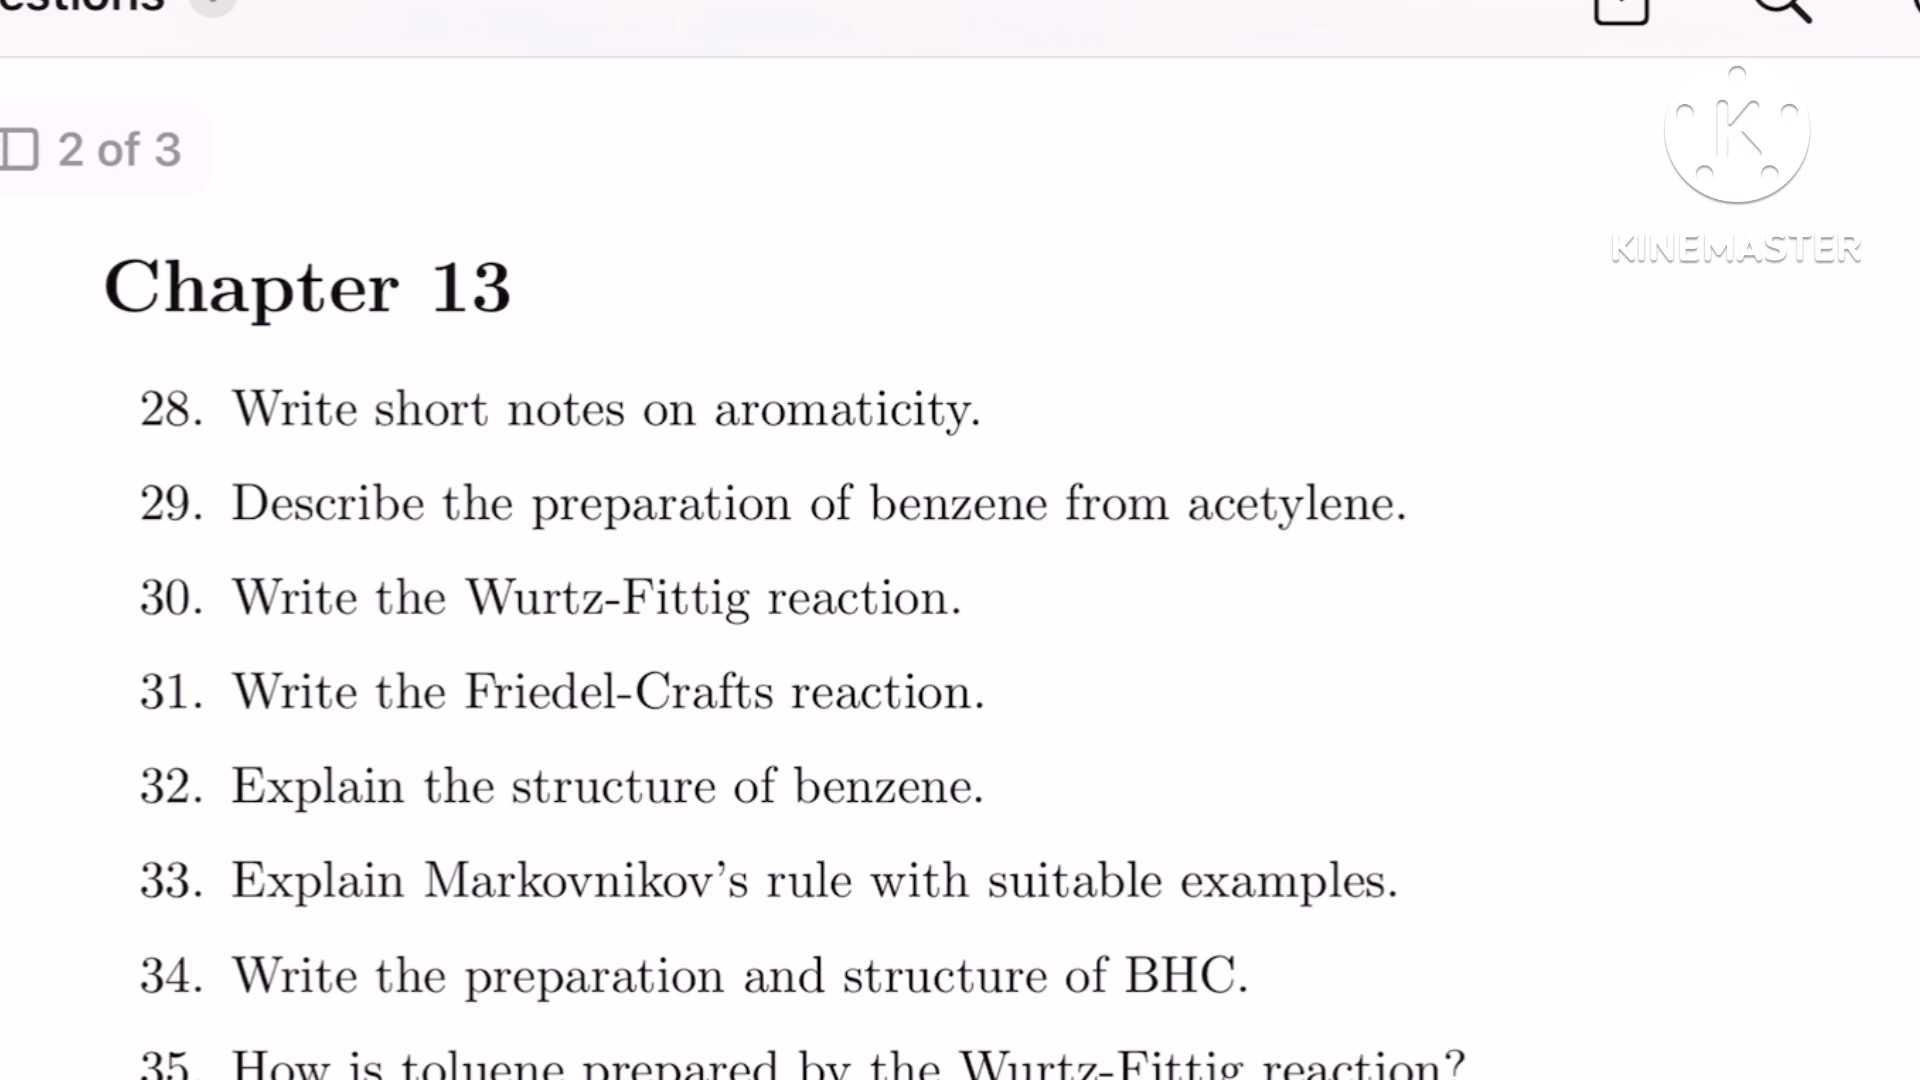 2 of 3
KINEMASTER
Chapter 13
28. Write short notes on aromaticity.
29. Describe the preparation of benzene from acetylene.
30. Write the Wurtz-Fittig reaction.
31. Write the Friedel-Crafts reaction.
32. Explain the structure of benzene.
33. Explain Markovnikov’s rule with suitable examples.
34. Write the preparation and structure of BHC.
35. How is toluene prepared by the Wurtz-Fittig reaction?